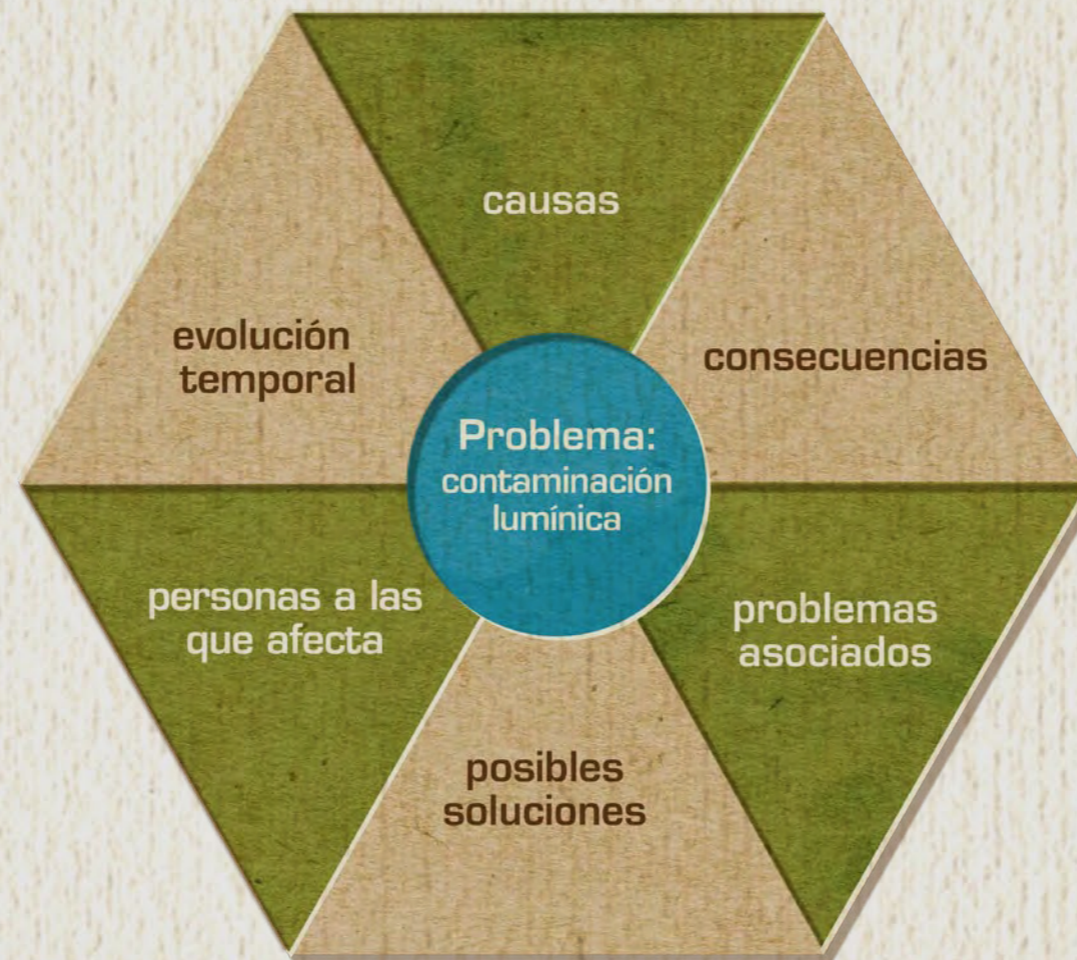 causas
evolución
temporal
consecuencias
Problema:
contaminación
lumínica
personas a las
que afecta
problemas
asociados
posibles
soluciones